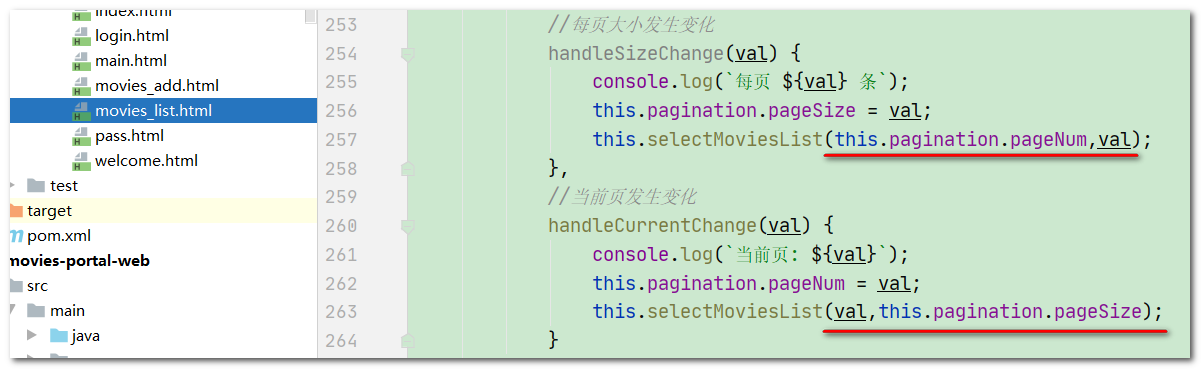 index.html
login.html
main.html
movies_add.html
movies_list.html
pass.html
welcome.html
test
target
pom.xml
movies-portal-web
src
main
java
253 //每页大小发生变化
254 handleSizeChange(val) {
255 console.log(`每页 ${val} 条`);
256 this.pagination.pageSize = val;
257 this.selectMoviesList(this.pagination.pageNum,val);
258 },
259 //当前页发生变化
260 handleCurrentChange(val) {
261 console.log(`当前页: ${val}`);
262 this.pagination.pageNum = val;
263 this.selectMoviesList(val,this.pagination.pageSize);
264 }